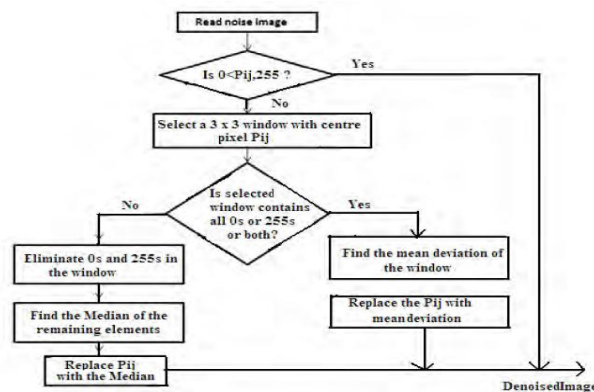 Read noise image
Is 0<Pij,255 ?
Yes
No
Select a 3 x 3 window with centre
pixel Pij
Is selected
window contains
all 0s or 255s
or both?
No
Yes
Eliminate 0s and 255s in
the window
Find the mean deviation of
the window
Find the Median of the
remaining elements
Replace the Pij with
mean deviation
Replace Pij
with the Median
DenoisedImage